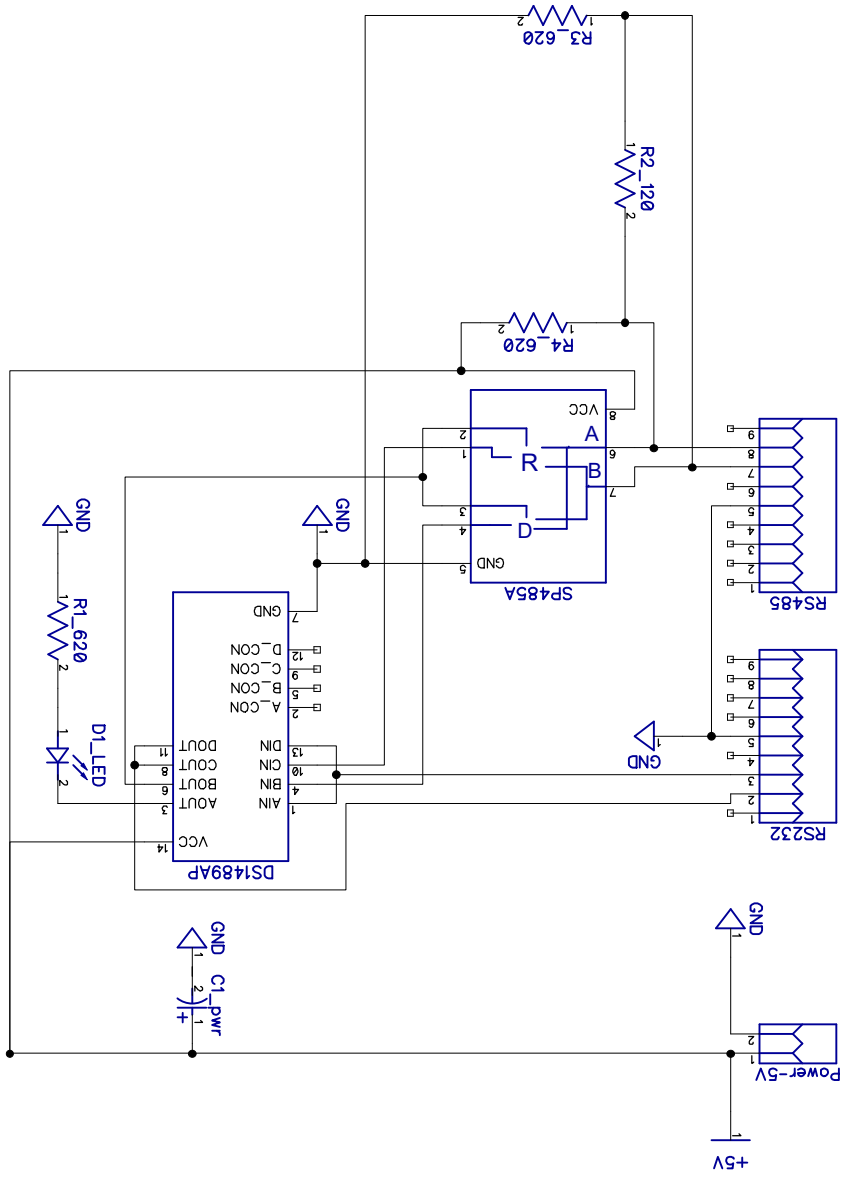 2 1
R3_620
1
R2_120
2
2 1
R4_620
VCC 8
A
2
1
R
6
B
7
3
4
D
GND 5
SP485A
9
8
7
6
5
4
3
2
1
RS485
GND
1
GND
1
1
R1_620
2
GND 7
D_CON 12
C_CON 9
B_CON 5
A_CON 2
9
8
7
6
5
4
3
2
1
RS232
1
GND
D1_LED
1
2
11 DOUT DIN 13
8 COUT CIN 10
6 BOUT BIN 4
3 AOUT AIN 1
14 VCC
DS1489AP
GND
1
GND
1
C1_pwr
2
+
1
2
1
Power-5V
1
+5V